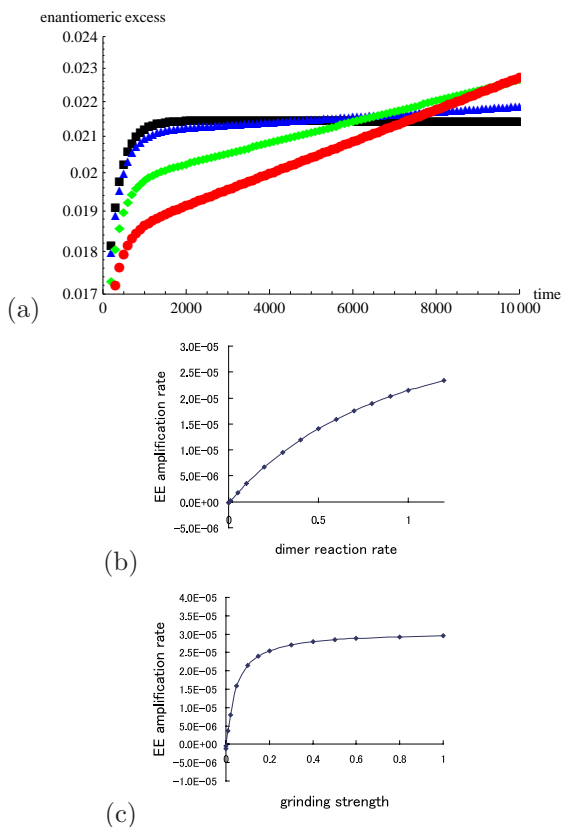 enantiomeric excess
0.024
0.023
0.022
0.021
0.02
0.019
0.018
0.017
0 2000 4000 6000 8000 10 000 time
(a)
3.0E-05
2.5E-05
2.0E-05
1.5E-05
1.0E-05
5.0E-06
0.0E+00
-5.0E-06
0 0.5 1
EE amplification rate
dimer reaction rate
(b)
4.0E-05
3.5E-05
3.0E-05
2.5E-05
2.0E-05
1.5E-05
1.0E-05
5.0E-06
0.0E+00
-5.0E-06
-1.0E-05
0 0.2 0.4 0.6 0.8 1
EE amplification rate
grinding strength
(c)